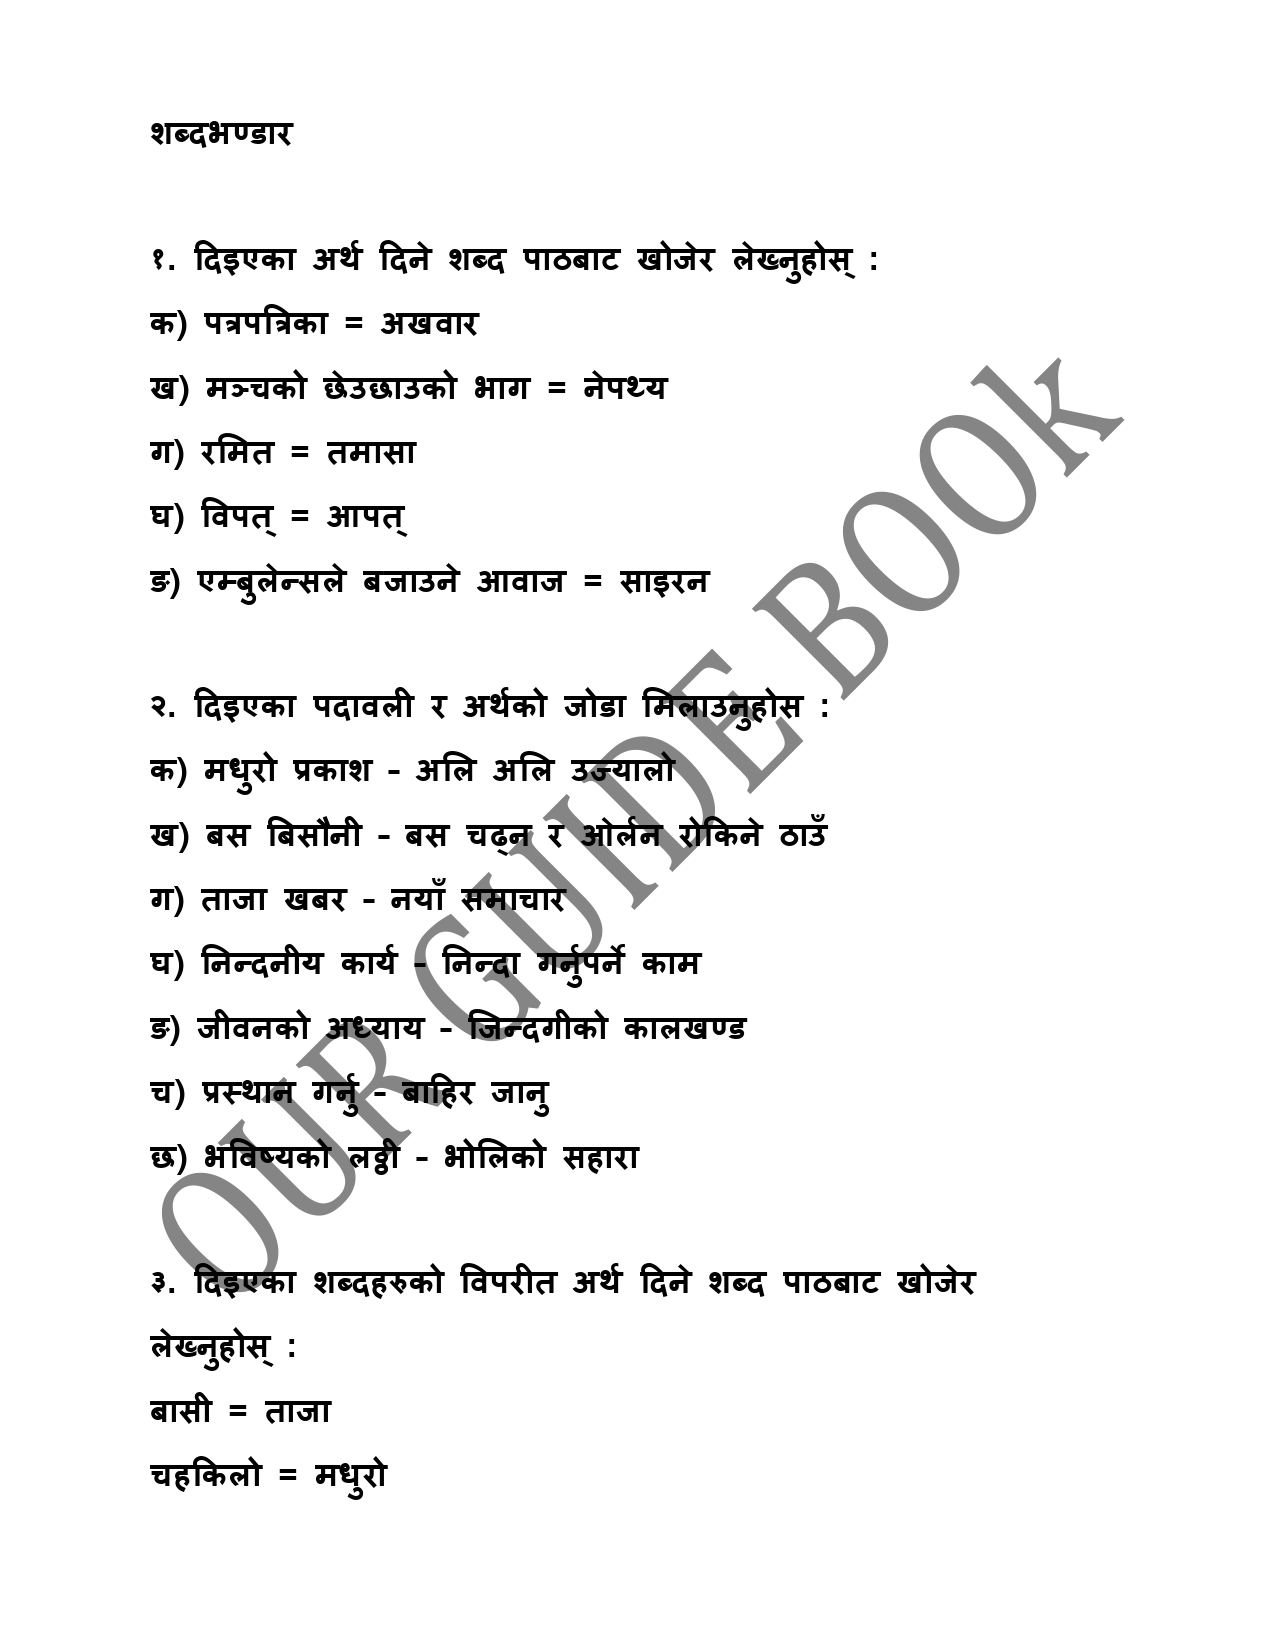 शब्दभण्डार
१. दिइएका अर्थ दिने शब्द पाठबाट खोजेर लेख्नुहोस् :
क) पत्रपत्रिका = अखवार
ख) मञ्चको छेउछाउको भाग = नेपथ्य
ग) रमित = तमासा
घ) विपत् = आपत्
ङ) एम्बुलेन्सले बजाउने आवाज = साइरन
२. दिइएका पदावली र अर्थको जोडा मिलाउनुहोस :
क) मधुरो प्रकाश – अलि अलि उज्यालो
ख) बस बिसौनी – बस चढ्न र ओर्लन रोकिने ठाउँ
ग) ताजा खबर – नयाँ समाचार
घ) निन्दनीय कार्य – निन्दा गर्नुपर्ने काम
ङ) जीवनको अध्याय – जिन्दगीको कालखण्ड
च) प्रस्थान गर्नु – बाहिर जानु
छ) भविष्यको लठ्ठी – भोलिको सहारा
३. दिइएका शब्दहरुको विपरीत अर्थ दिने शब्द पाठबाट खोजेर
लेख्नुहोस् :
बासी = ताजा
चहकिलो = मधुरो
OUR GUIDE BOOk